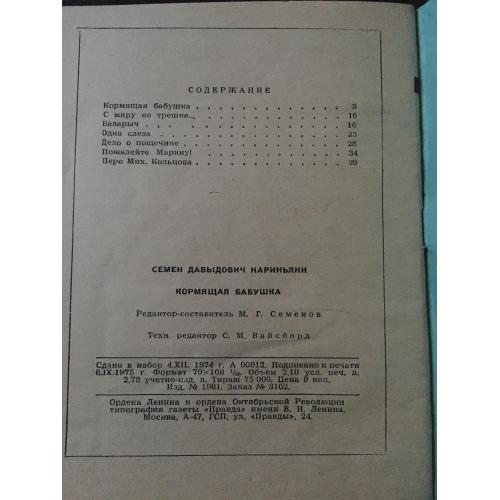 СОДЕРЖАНИЕ
Кормящая бабушка . . . . . . . . . . . . 3
С миру по трешке... . . . . . . . . . . . 10
Базарыч . . . . . . . . . . . . . . . 16
Одна слеза . . . . . . . . . . . . . . 23
Дело о пощечине . . . . . . . . . . . . 28
Пожалейте Марину! . . . . . . . . . . . 34
Перо Мих. Кольцова . . . . . . . . . . . 39
СЕМЕН ДАВЫДОВИЧ НАРИНЬЯНИ
КОРМЯЩАЯ БАБУШКА
Редактор-составитель М. Г. Семенов
Техн. редактор С. М. Вайсборд
Сдано в набор 4.XII. 1974 г. А 00912. Подписано к печати
6.IX.1975 г. Формат 70×108 1/32. Объем 2,10 усл. печ. л.
2,78 учетно-изд. л. Тираж 75 000. Цена 9 коп.
Изд. № 1981. Заказ № 3102.
Ордена Ленина и ордена Октябрьской Революции
типография газеты «Правда» имени В. И. Ленина.
Москва, А-47, ГСП, ул. «Правды», 24.